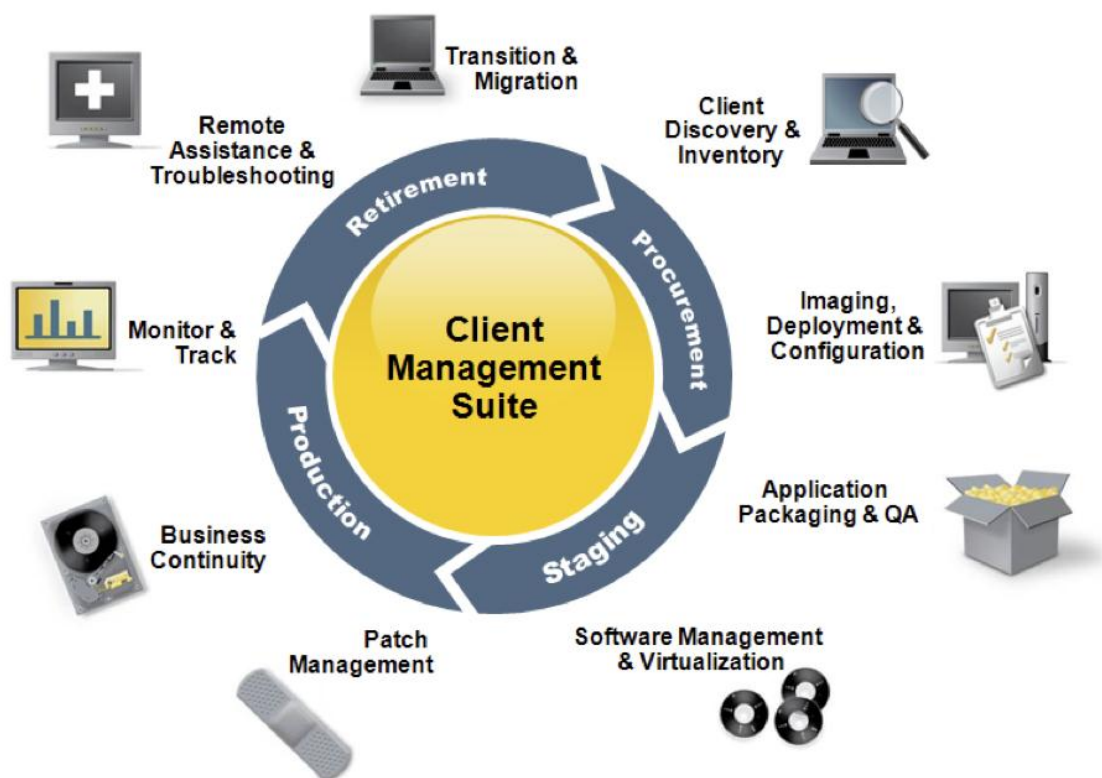 Transition &
Migration
Client
Discovery &
Inventory
Remote
Assistance &
Troubleshooting
Retirement
Procurement
Imaging,
Deployment &
Configuration
Monitor &
Track
Client
Management
Suite
Production
Staging
Application
Packaging & QA
Business
Continuity
Patch
Management
Software Management
& Virtualization